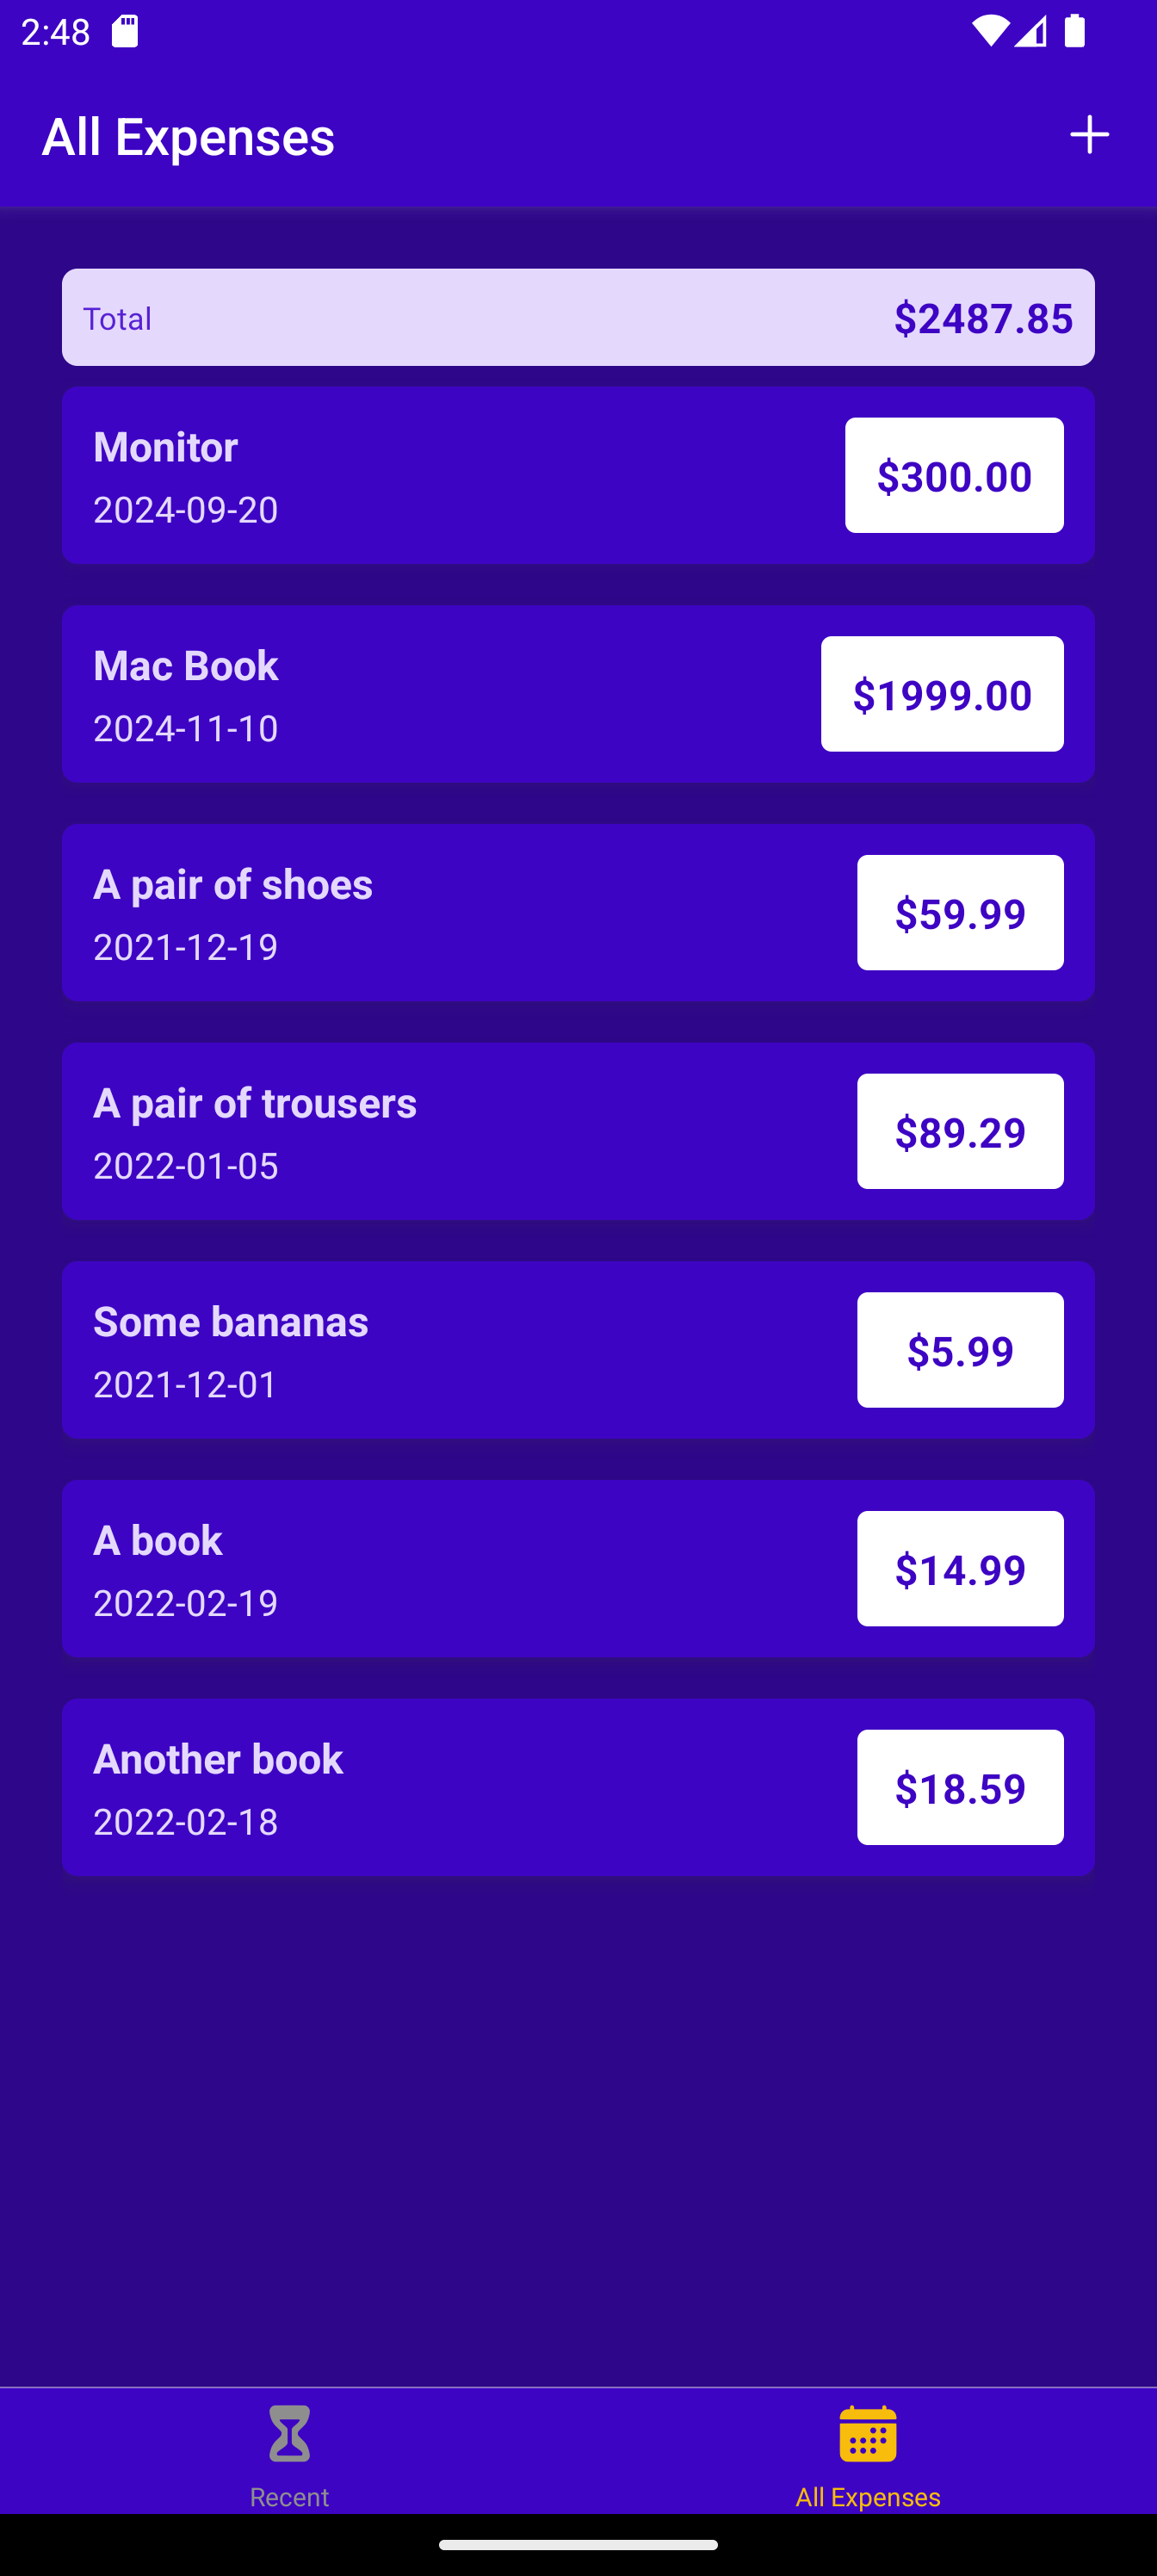 2:48
All Expenses
Total $2487.85
Monitor
2024-09-20
$300.00
Mac Book
2024-11-10
$1999.00
A pair of shoes
2021-12-19
$59.99
A pair of trousers
2022-01-05
$89.29
Some bananas
2021-12-01
$5.99
A book
2022-02-19
$14.99
Another book
2022-02-18
$18.59
Recent
All Expenses